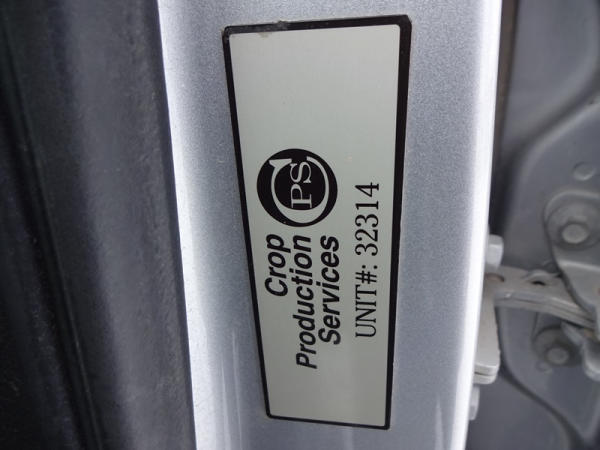 CPS
Crop
Production
Services
UNIT#: 32314